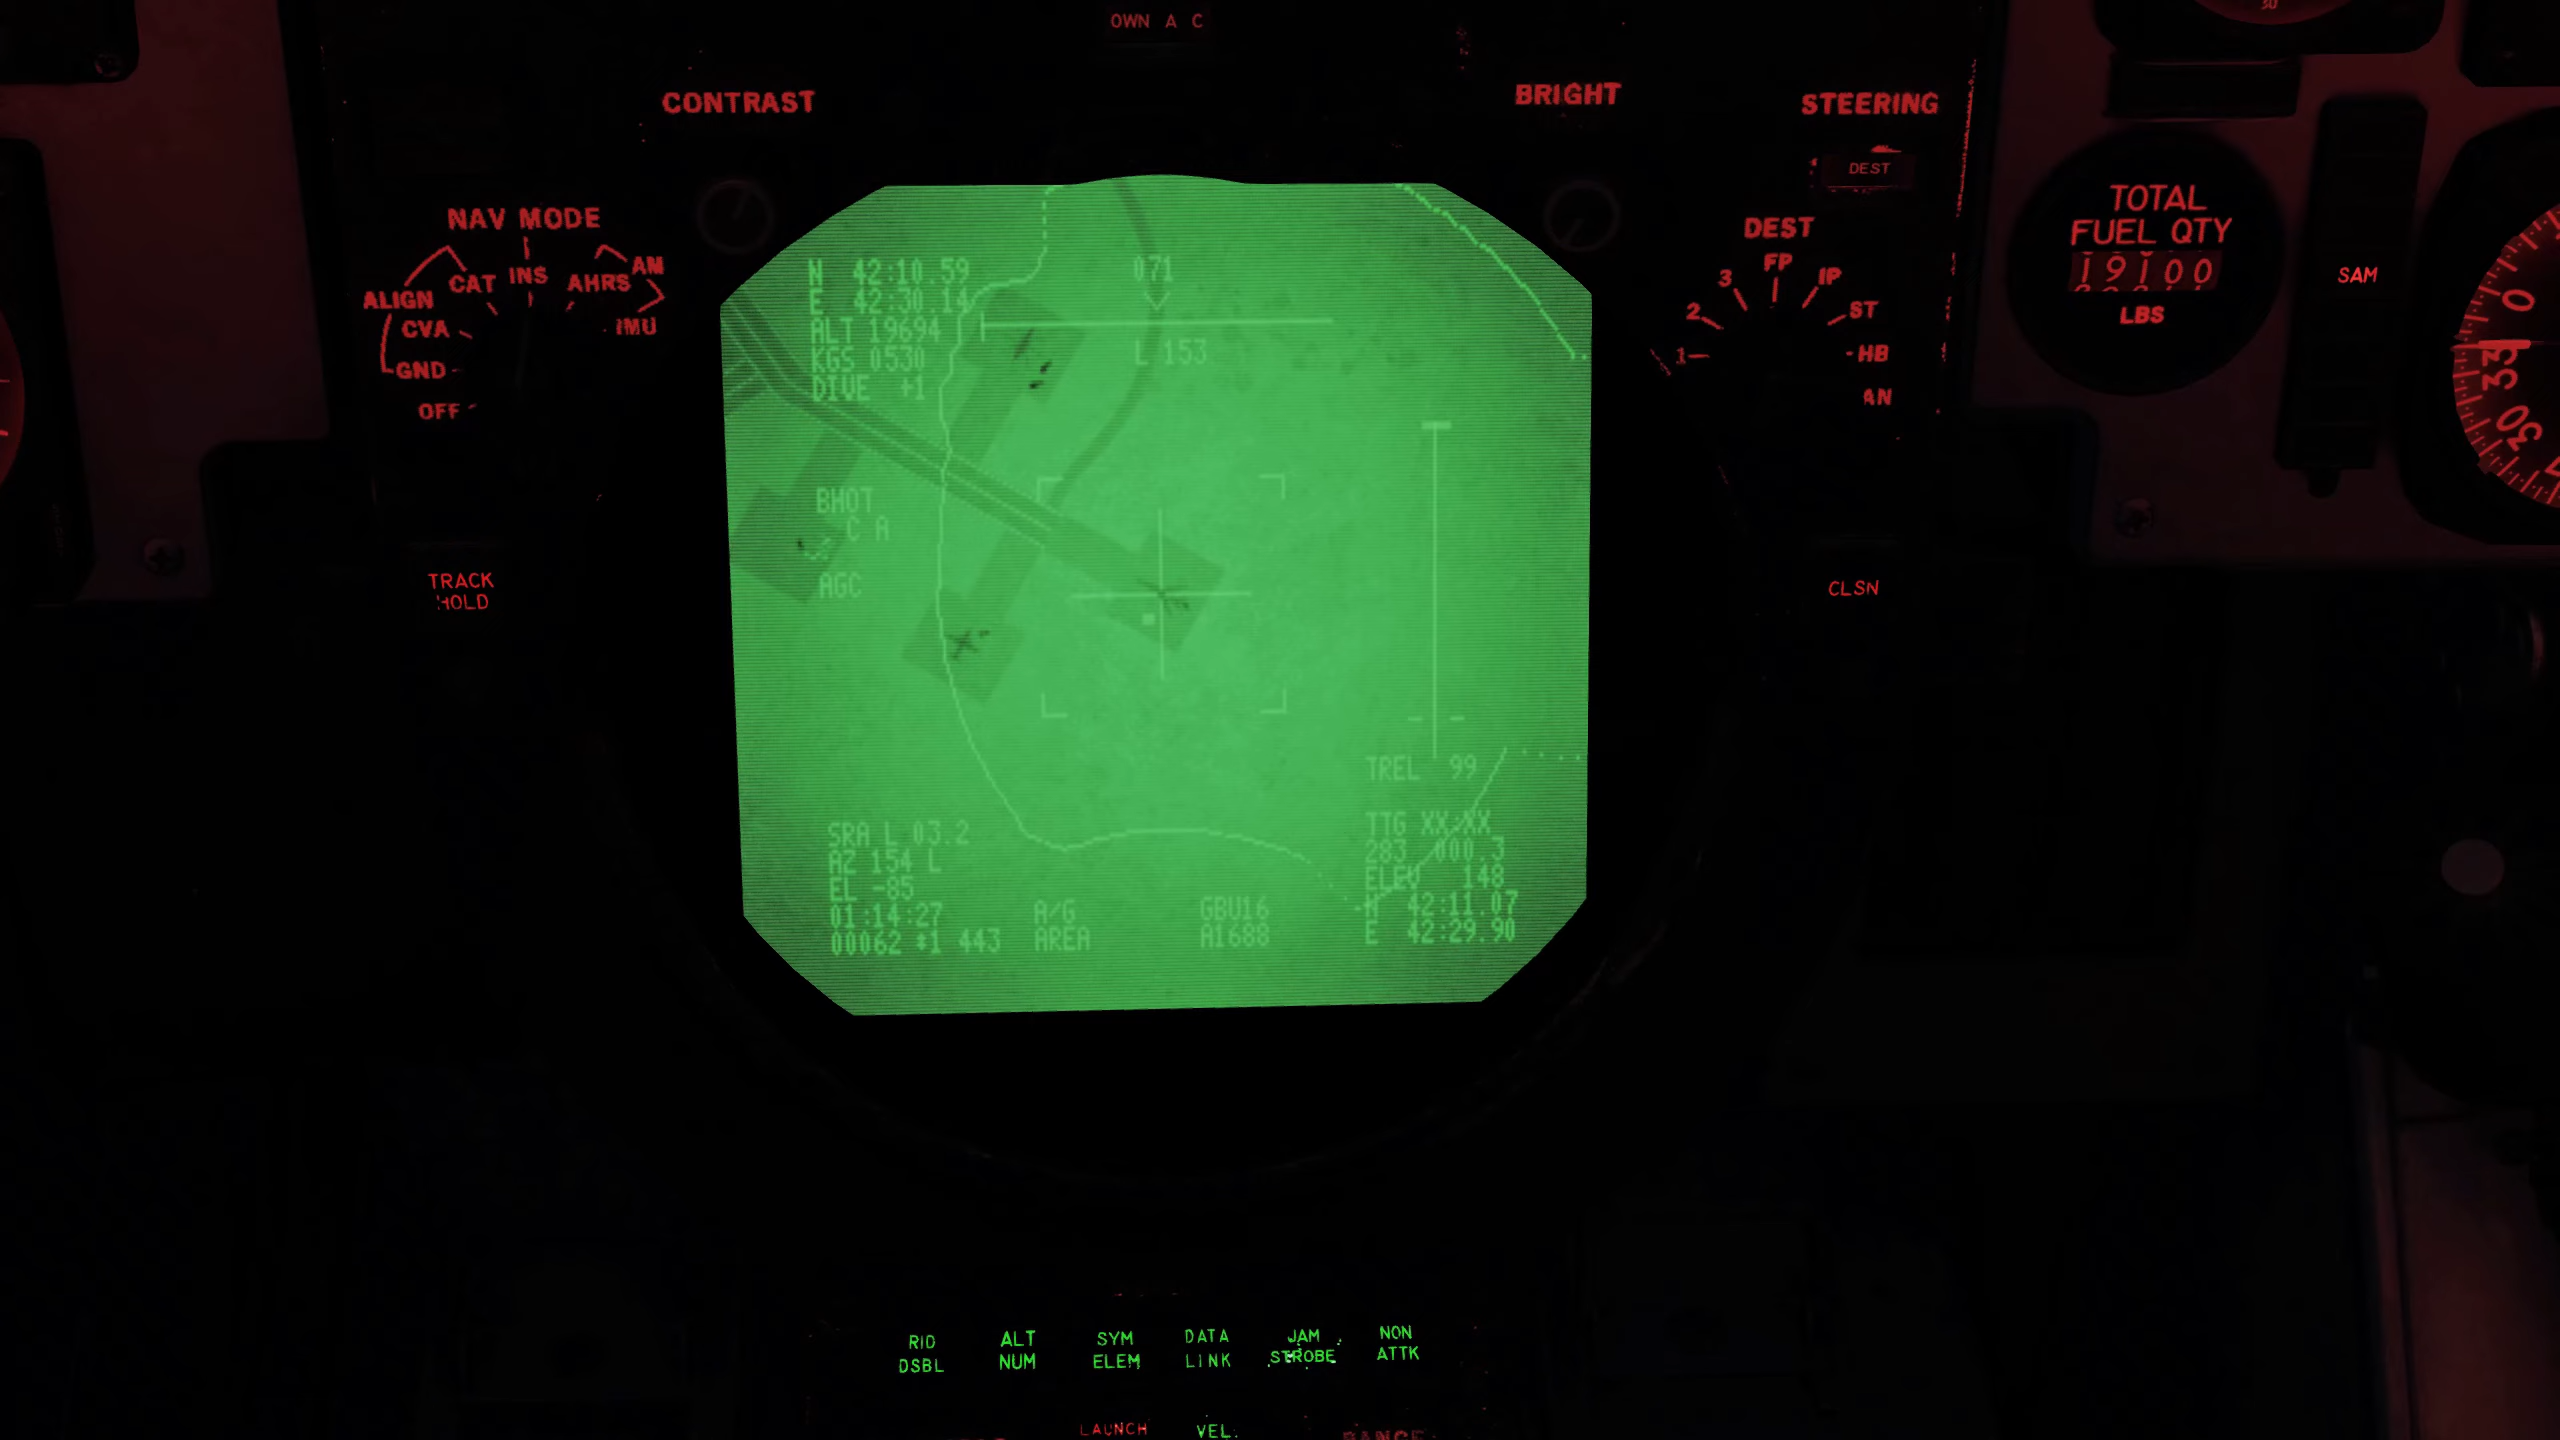 OWN A C
CONTRAST
BRIGHT
STEERING
DEST
NAV MODE
ALIGN
CAT
INS
AHRS
AM
CVA
IMU
GND
OFF
TRACK
HOLD
DEST
3
FP
IP
2
ST
1
HB
AN
CLSN
TOTAL
FUEL QTY
19100
LBS
SAM
0
33
30
N 42:10.59
E 42:30.14
ALT 19694
KGS 0530
DIVE +1
071
L 153
BHOT
C A
AGC
TREL 99
TTG XX:XX
283 000.3
ELEV 148
N 42:11.07
E 42:29.90
SRA L 03.2
AZ 154 L
EL -85
01:14:27
00062 #1 443
A/G
AREA
GBU16
A1688
RID
DSBL
ALT
NUM
SYM
ELEM
DATA
LINK
JAM
STROBE
NON
ATTK
LAUNCH
VEL
RANGE